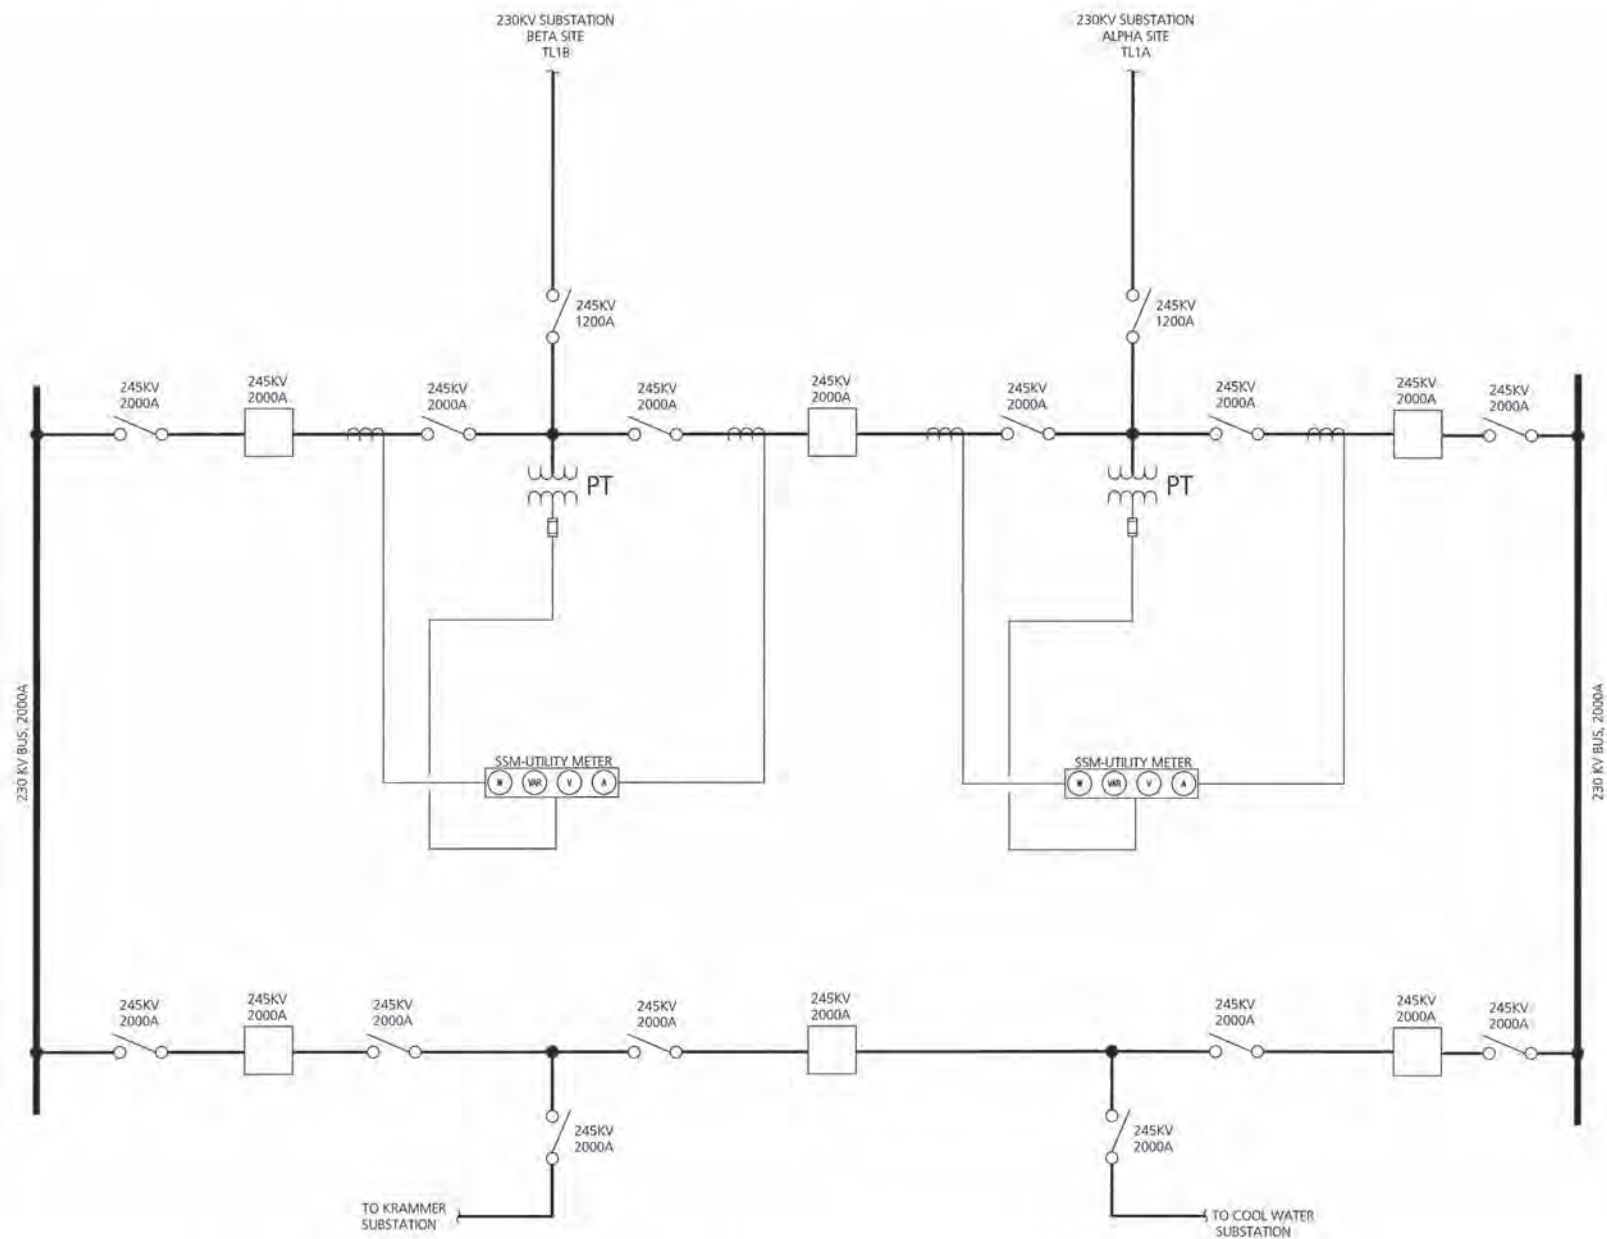 230KV SUBSTATION
BETA SITE
TL1B
230KV SUBSTATION
ALPHA SITE
TL1A
245KV
1200A
245KV
1200A
245KV
2000A
245KV
2000A
245KV
2000A
245KV
2000A
245KV
2000A
245KV
2000A
245KV
2000A
245KV
2000A
245KV
2000A
PT
PT
230 KV BUS, 2000A
230 KV BUS, 2000A
SSM-UTILITY METER
W VAR V A
SSM-UTILITY METER
W VAR V A
245KV
2000A
245KV
2000A
245KV
2000A
245KV
2000A
245KV
2000A
245KV
2000A
245KV
2000A
245KV
2000A
245KV
2000A
245KV
2000A
TO KRAMMER
SUBSTATION
TO COOL WATER
SUBSTATION